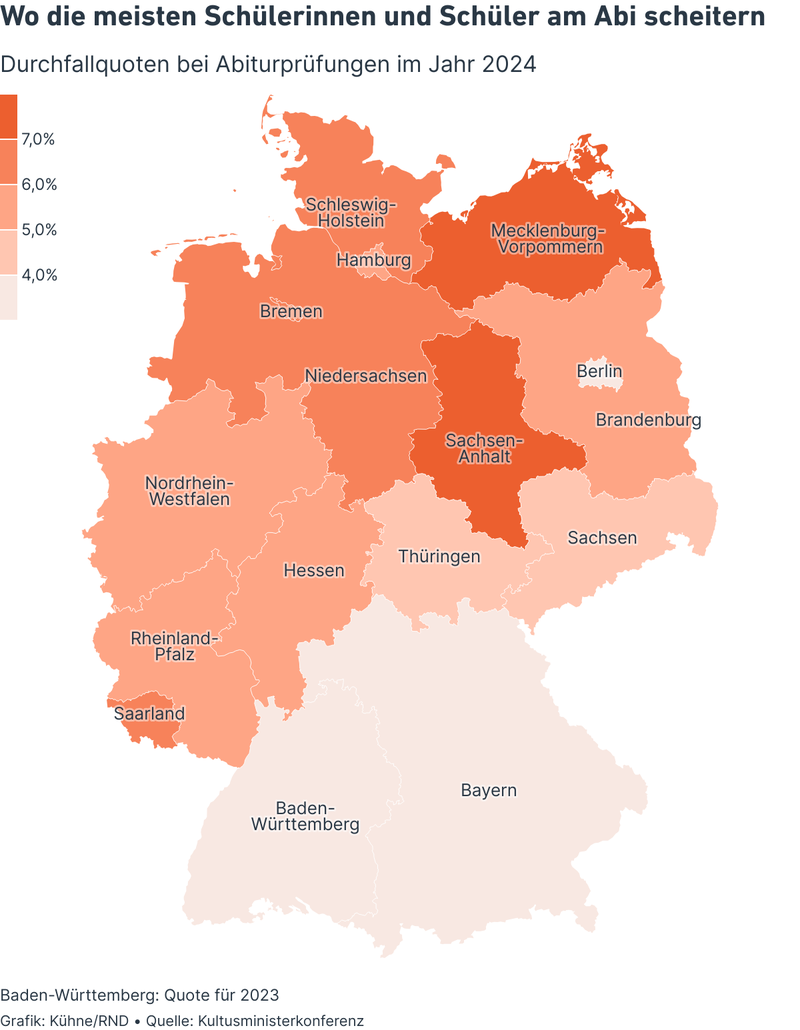 Wo die meisten Schülerinnen und Schüler am Abi scheitern
Durchfallquoten bei Abiturprüfungen im Jahr 2024
7,0%
6,0%
5,0%
4,0%
Schleswig-
Holstein
Mecklenburg-
Vorpommern
Hamburg
Bremen
Berlin
Niedersachsen
Brandenburg
Sachsen-
Anhalt
Nordrhein-
Westfalen
Sachsen
Thüringen
Hessen
Rheinland-
Pfalz
Saarland
Bayern
Baden-
Württemberg
Baden-Württemberg: Quote für 2023
Grafik: Kühne/RND • Quelle: Kultusministerkonferenz